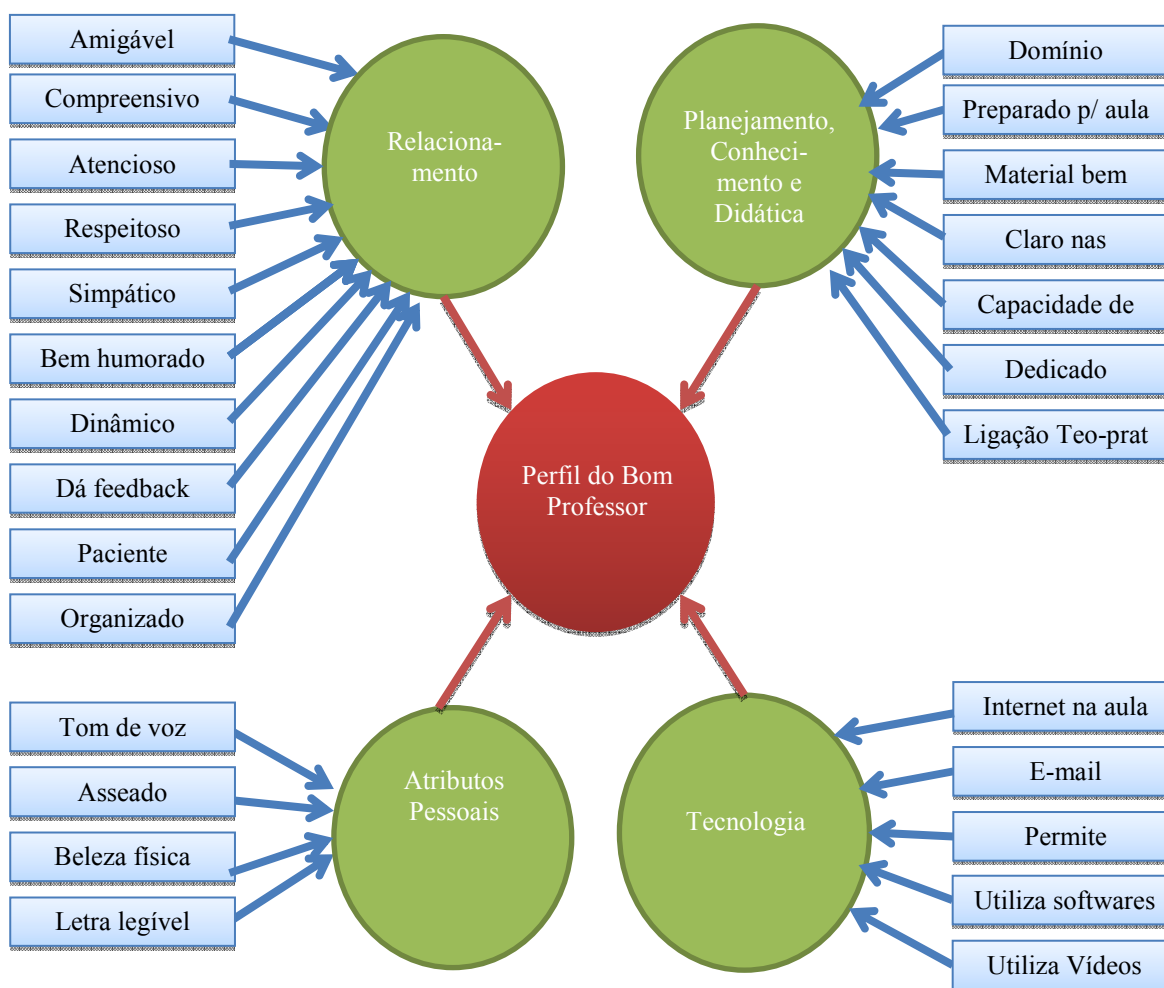 Amigável
Compreensivo
Atencioso
Respeitoso
Simpático
Bem humorado
Dinâmico
Dá feedback
Paciente
Organizado
Relaciona-
mento
Planejamento,
Conheci-
mento e
Didática
Domínio
Preparado p/ aula
Material bem
Claro nas
Capacidade de
Dedicado
Ligação Teo-prat
Perfil do Bom
Professor
Tom de voz
Asseado
Beleza física
Letra legível
Atributos
Pessoais
Tecnologia
Internet na aula
E-mail
Permite
Utiliza softwares
Utiliza Vídeos